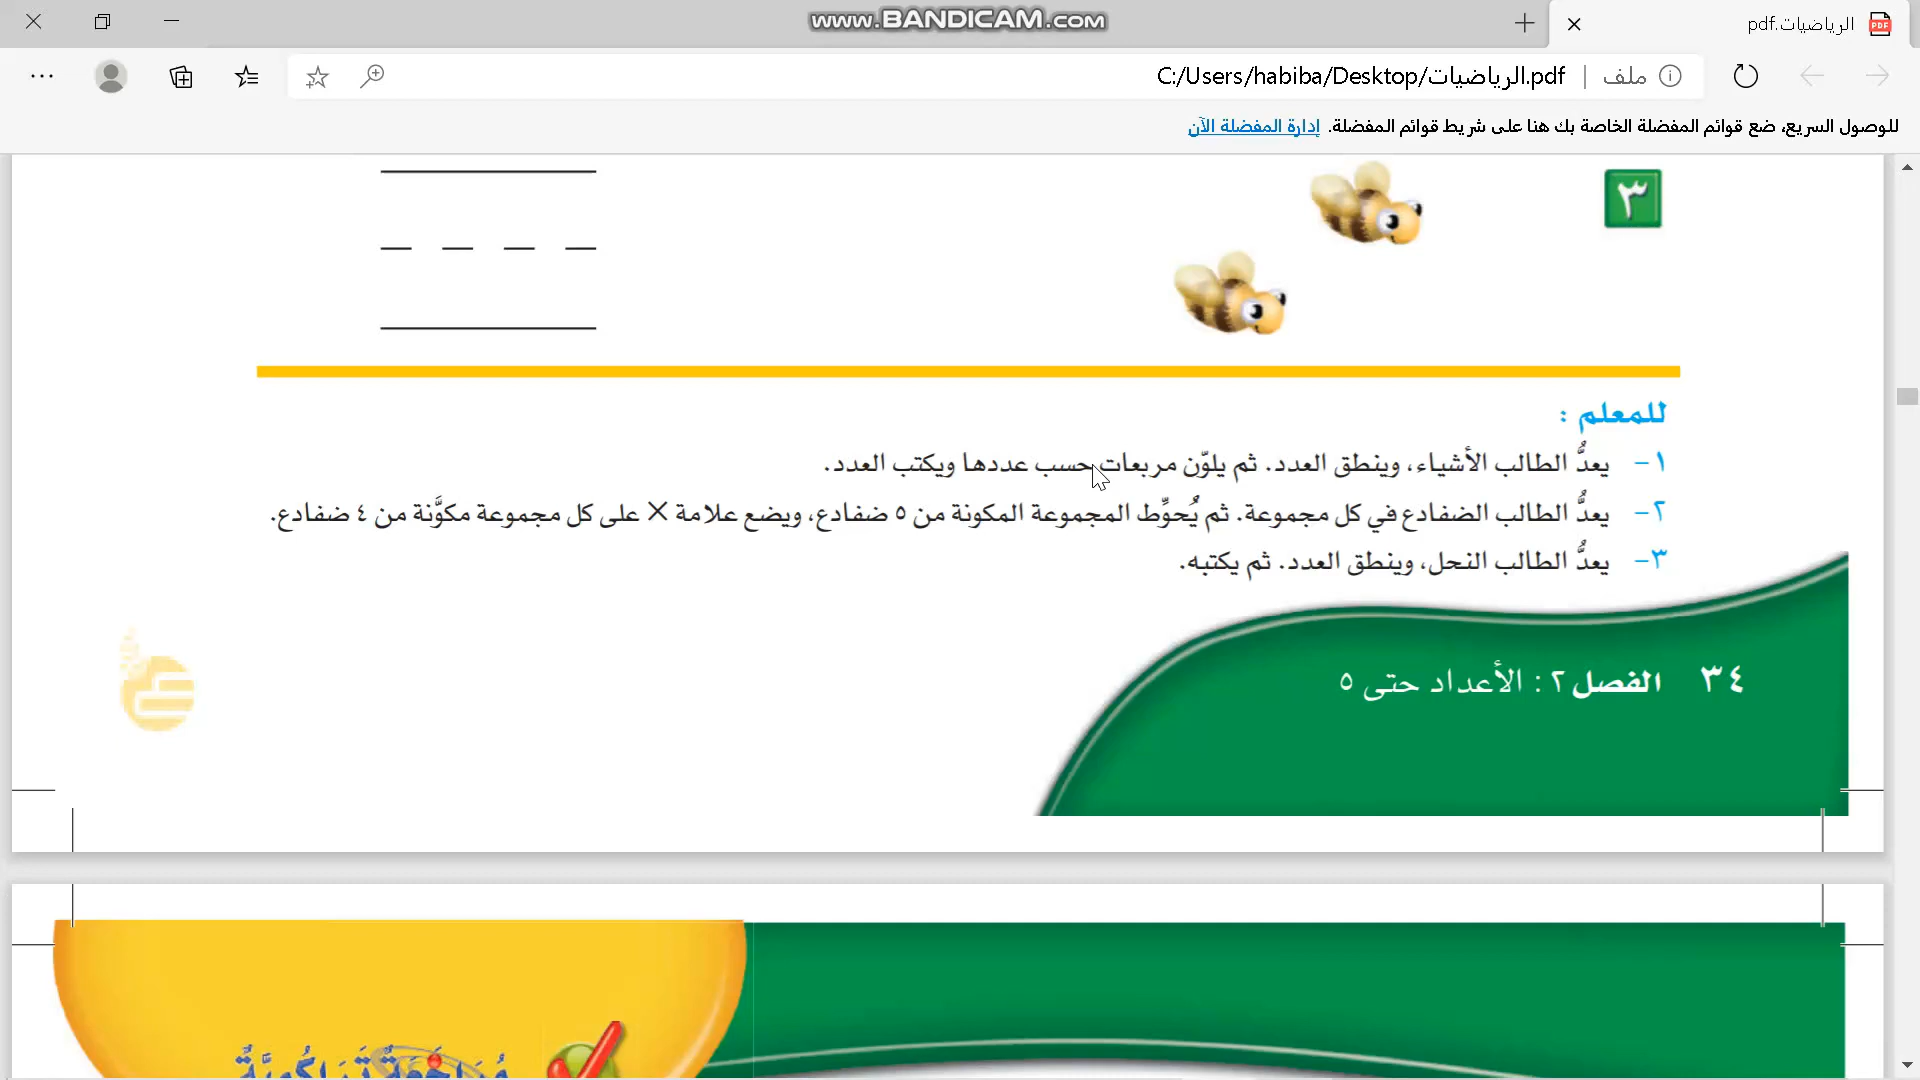 الرياضيات.pdf
www.BANDICAM.com
ملف | C:/Users/habiba/Desktop/الرياضيات.pdf
للوصول السريع، ضع قوائم المفضلة الخاصة بك هنا على شريط قوائم المفضلة. إدارة المفضلة الآن
٣
للمعلم :
١- يعدُّ الطالب الأشياء، وينطق العدد. ثم يلوّن مربعات حسب عددها ويكتب العدد.
٢- يعدُّ الطالب الضفادع في كل مجموعة. ثم يُحوِّط المجموعة المكونة من ٥ ضفادع، ويضع علامة × على كل مجموعة مكوَّنة من ٤ ضفادع.
٣- يعدُّ الطالب النحل، وينطق العدد. ثم يكتبه.
٣٤ الفصل ٢ : الأعداد حتى ٥
مُرَاجَعَةٌ تَرَاكُمِيَّةٌ